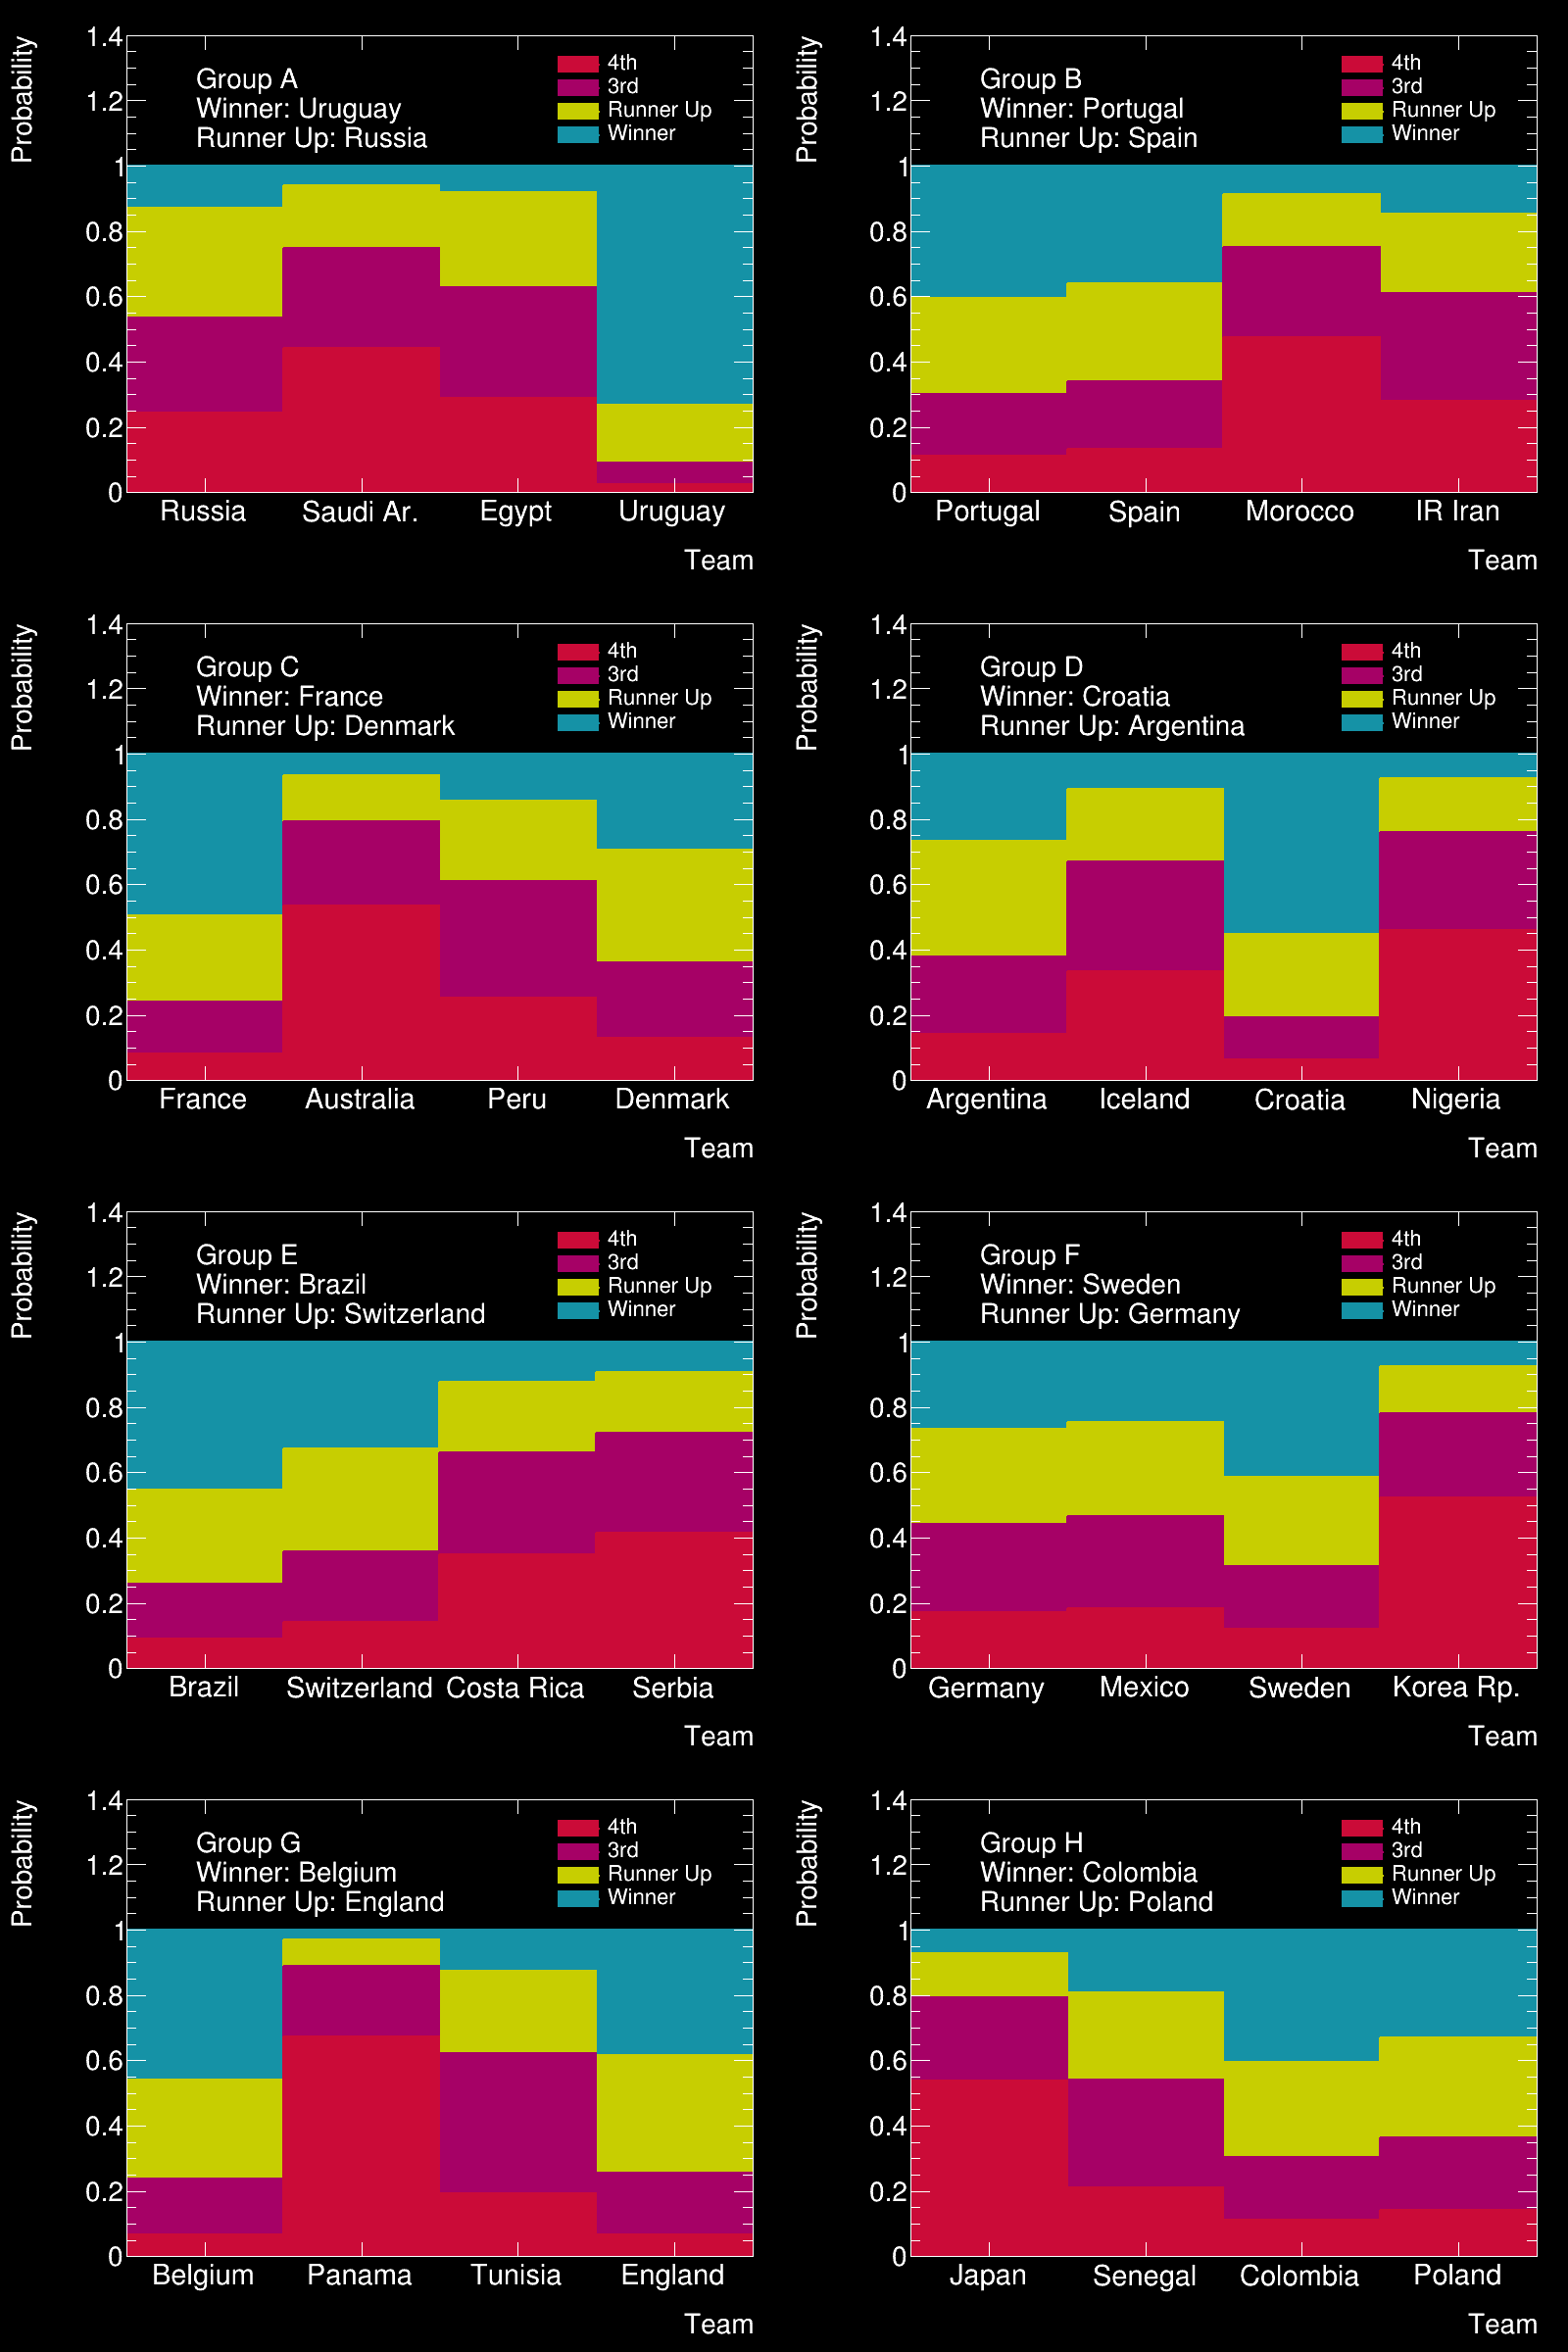 Probability
1.4
1.2
1
0.8
0.6
0.4
0.2
0
Group A
Winner: Uruguay
Runner Up: Russia
4th
3rd
Runner Up
Winner
Russia Saudi Ar. Egypt Uruguay
Team
Probability
1.4
1.2
1
0.8
0.6
0.4
0.2
0
Group B
Winner: Portugal
Runner Up: Spain
4th
3rd
Runner Up
Winner
Portugal Spain Morocco IR Iran
Team
Probability
1.4
1.2
1
0.8
0.6
0.4
0.2
0
Group C
Winner: France
Runner Up: Denmark
4th
3rd
Runner Up
Winner
France Australia Peru Denmark
Team
Probability
1.4
1.2
1
0.8
0.6
0.4
0.2
0
Group D
Winner: Croatia
Runner Up: Argentina
4th
3rd
Runner Up
Winner
Argentina Iceland Croatia Nigeria
Team
Probability
1.4
1.2
1
0.8
0.6
0.4
0.2
0
Group E
Winner: Brazil
Runner Up: Switzerland
4th
3rd
Runner Up
Winner
Brazil Switzerland Costa Rica Serbia
Team
Probability
1.4
1.2
1
0.8
0.6
0.4
0.2
0
Group F
Winner: Sweden
Runner Up: Germany
4th
3rd
Runner Up
Winner
Germany Mexico Sweden Korea Rp.
Team
Probability
1.4
1.2
1
0.8
0.6
0.4
0.2
0
Group G
Winner: Belgium
Runner Up: England
4th
3rd
Runner Up
Winner
Belgium Panama Tunisia England
Team
Probability
1.4
1.2
1
0.8
0.6
0.4
0.2
0
Group H
Winner: Colombia
Runner Up: Poland
4th
3rd
Runner Up
Winner
Japan Senegal Colombia Poland
Team